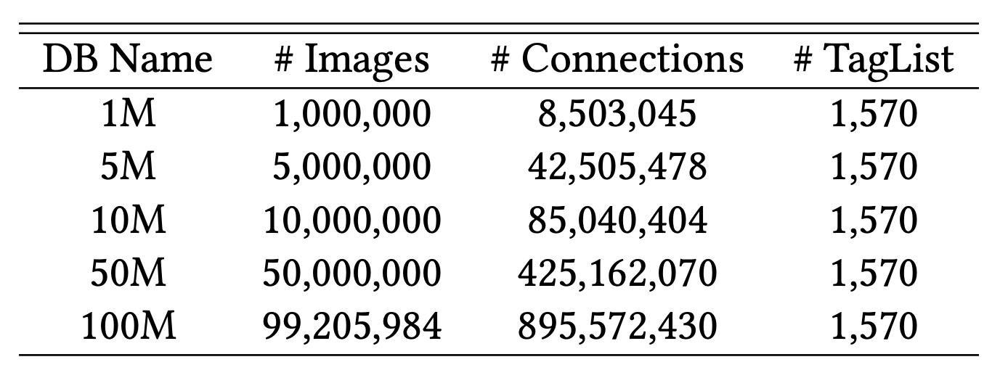 DB Name # Images # Connections # TagList
1M 1,000,000 8,503,045 1,570
5M 5,000,000 42,505,478 1,570
10M 10,000,000 85,040,404 1,570
50M 50,000,000 425,162,070 1,570
100M 99,205,984 895,572,430 1,570